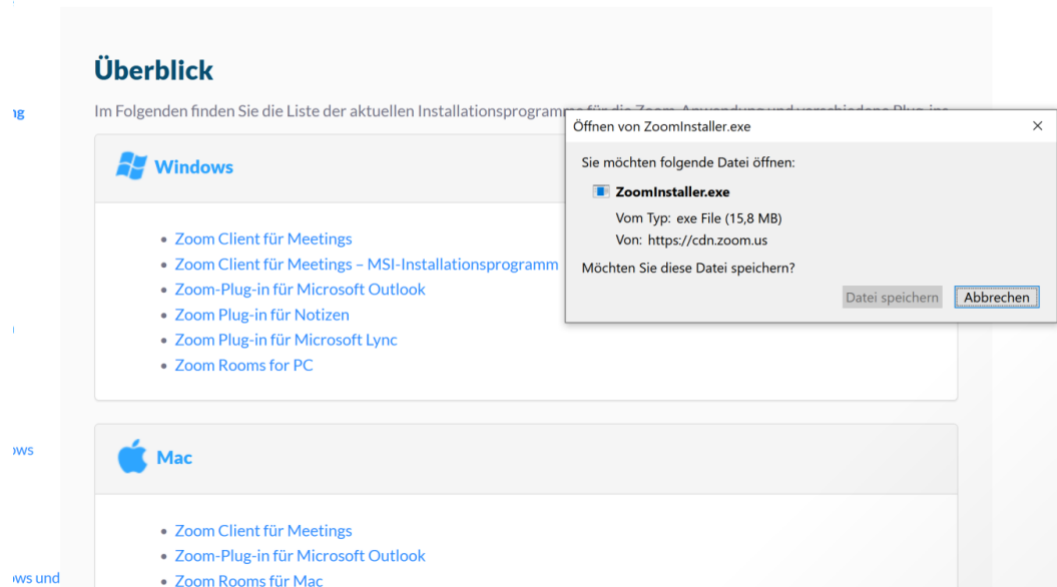 Überblick
Im Folgenden finden Sie die Liste der aktuellen Installationsprogramme für die Zoom-Anwendung und verschiedene Plug-ins
Öffnen von ZoomInstaller.exe
Sie möchten folgende Datei öffnen:
ZoomInstaller.exe
Vom Typ: exe File (15,8 MB)
Von: https://cdn.zoom.us
Möchten Sie diese Datei speichern?
Datei speichern Abbrechen
Windows
Zoom Client für Meetings
Zoom Client für Meetings – MSI-Installationsprogramm
Zoom-Plug-in für Microsoft Outlook
Zoom Plug-in für Notizen
Zoom Plug-in für Microsoft Lync
Zoom Rooms for PC
Mac
Zoom Client für Meetings
Zoom-Plug-in für Microsoft Outlook
Zoom Rooms für Mac
und